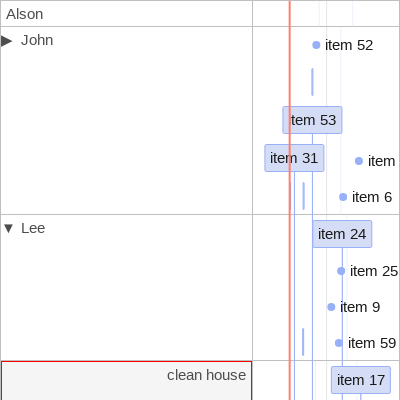 Alson
▶ John
item 52
item 53
item 31
item
item 6
▼ Lee
item 24
item 25
item 9
item 59
clean house
item 17